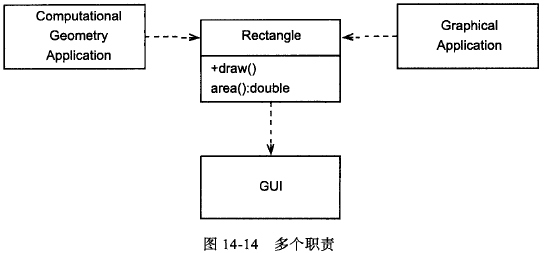 Computational
Geometry
Application
Rectangle
+draw()
area():double
Graphical
Application
GUI
图 14-14 多个职责